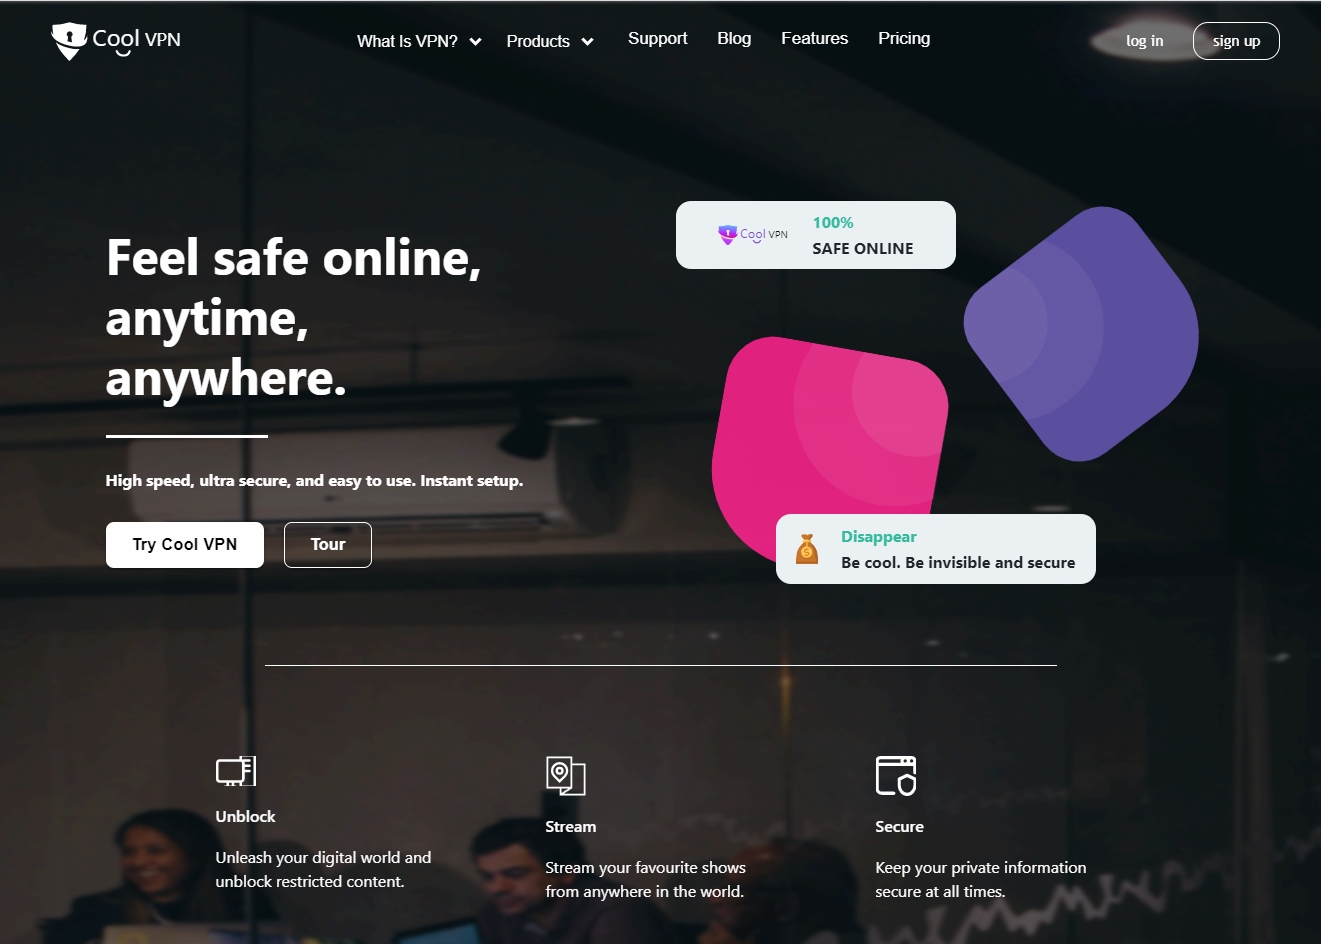 Cool VPN
What Is VPN?
Products
Support
Blog
Features
Pricing
log in
sign up
Feel safe online,
anytime,
anywhere.
High speed, ultra secure, and easy to use. Instant setup.
Try Cool VPN
Tour
Cool VPN
100%
SAFE ONLINE
Disappear
Be cool. Be invisible and secure
Unblock
Unleash your digital world and
unblock restricted content.
Stream
Stream your favourite shows
from anywhere in the world.
Secure
Keep your private information
secure at all times.